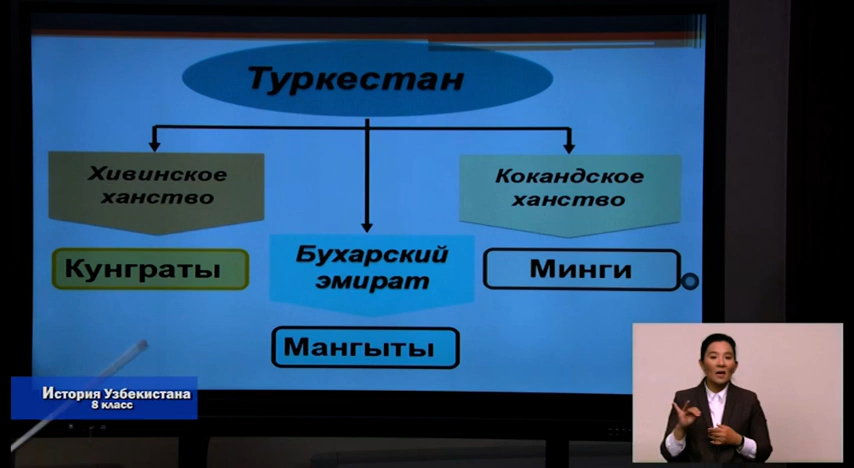 Туркестан
Хивинское
ханство
Кунграты
Бухарский
эмират
Мангыты
Кокандское
ханство
Минги
История Узбекистана
8 класс